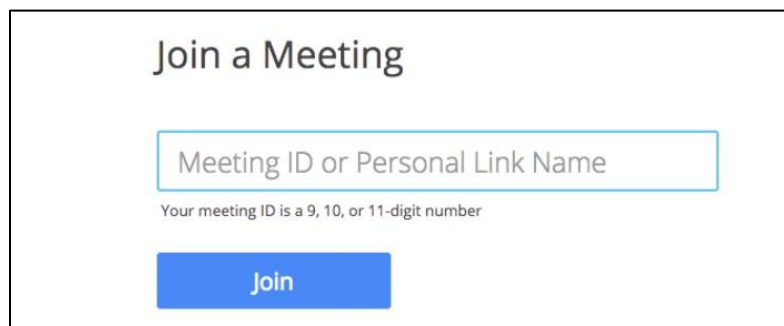 Join a Meeting
Meeting ID or Personal Link Name
Your meeting ID is a 9, 10, or 11-digit number
Join